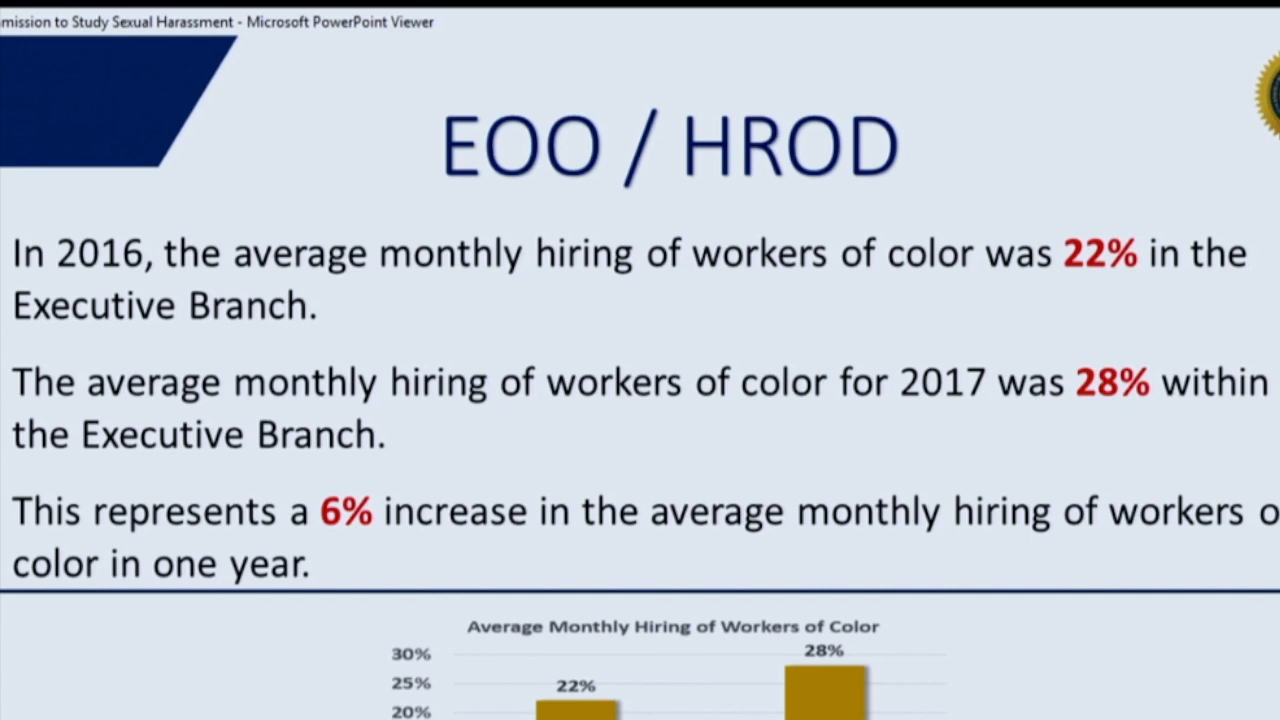 mission to Study Sexual Harassment - Microsoft PowerPoint Viewer
EOO / HROD
In 2016, the average monthly hiring of workers of color was 22% in the
Executive Branch.
The average monthly hiring of workers of color for 2017 was 28% within
the Executive Branch.
This represents a 6% increase in the average monthly hiring of workers o
color in one year.
Average Monthly Hiring of Workers of Color
30%
28%
25%
22%
20%